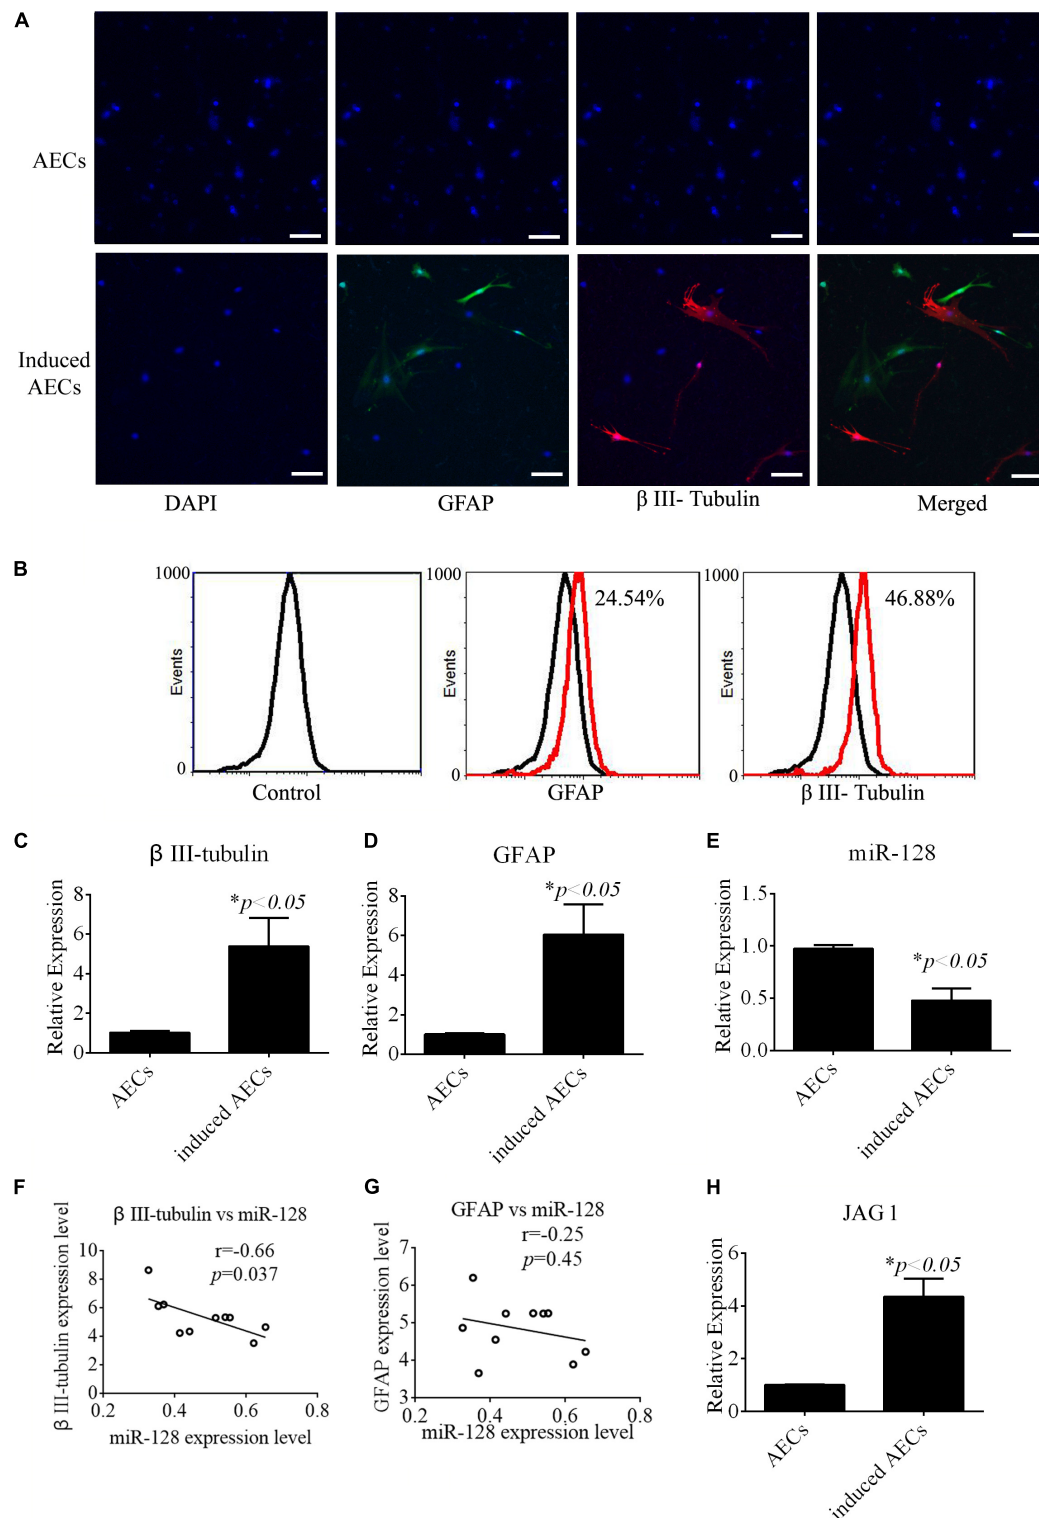 A
AECs
Induced
AECs
DAPI
GFAP
β III- Tubulin
Merged
B
1000
Events
0
Control
1000
24.54%
Events
0
GFAP
1000
46.88%
Events
0
β III- Tubulin
C
β III-tubulin
*p<0.05
Relative Expression
8
6
4
2
0
AECs
induced AECs
D
GFAP
*p<0.05
Relative Expression
8
6
4
2
0
AECs
induced AECs
E
miR-128
*p<0.05
Relative Expression
1.5
1.0
0.5
0.0
AECs
induced AECs
F
β III-tubulin vs miR-128
r=-0.66
p=0.037
β III-tubulin expression level
10
8
6
4
2
0
0.2
0.4
0.6
0.8
miR-128 expression level
G
GFAP vs miR-128
r=-0.25
p=0.45
GFAP expression level
7
6
5
4
3
0.2
0.4
0.6
0.8
miR-128 expression level
H
JAG 1
*p<0.05
Relative Expression
6
4
2
0
AECs
induced AECs